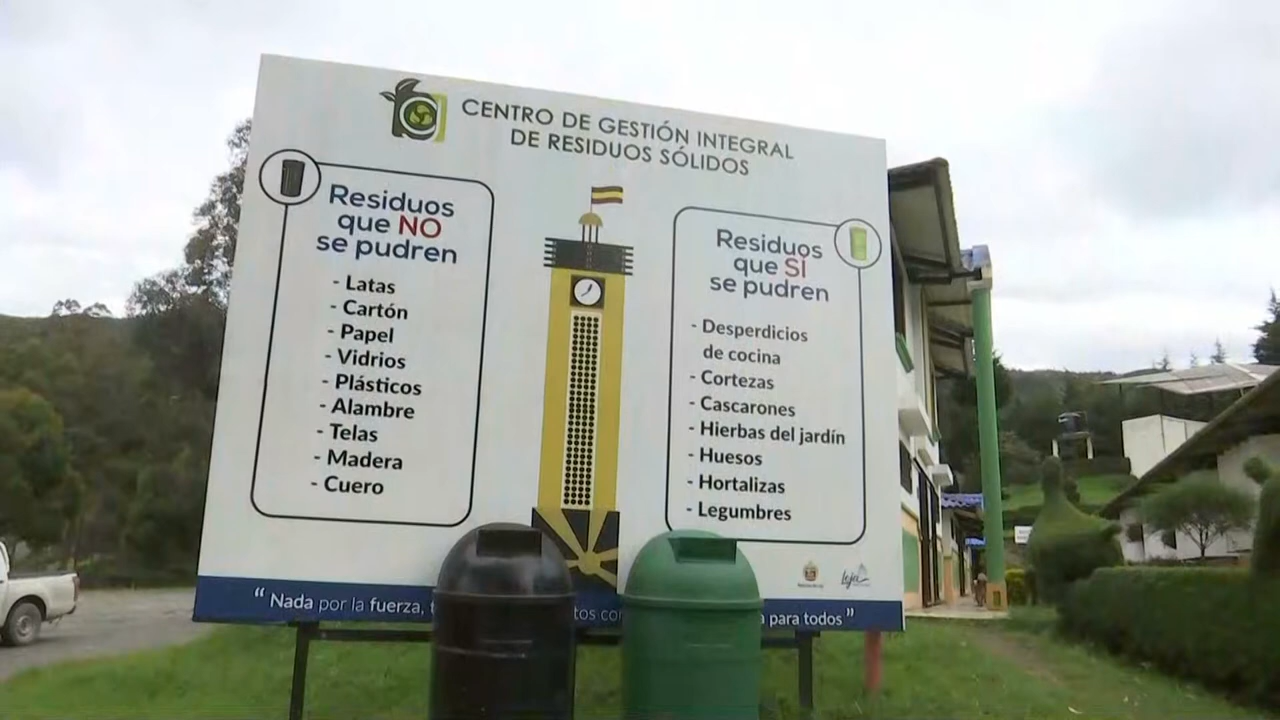 CENTRO DE GESTIÓN INTEGRAL
DE RESIDUOS SÓLIDOS
Residuos
que NO
se pudren
- Latas
- Cartón
- Papel
- Vidrios
- Plásticos
- Alambre
- Telas
- Madera
- Cuero
Residuos
que SÍ
se pudren
- Desperdicios
de cocina
- Cortezas
- Cascarones
- Hierbas del jardín
- Huesos
- Hortalizas
- Legumbres
Loja
“ Nada por la fuerza, para todos ”